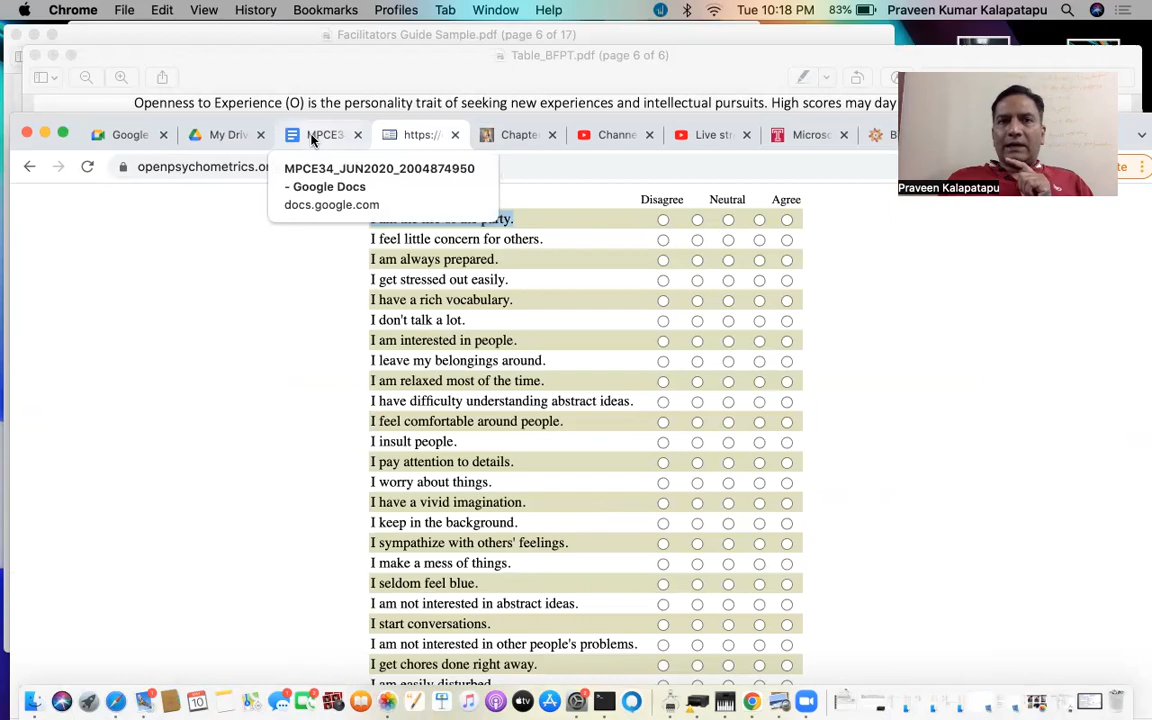 Chrome File Edit View History Bookmarks Profiles Tab Window Help 83% Tue 10:18 PM Praveen Kumar Kalapatapu
Facilitators Guide Sample.pdf (page 6 of 17)
Table_BFPT.pdf (page 6 of 6)
Openness to Experience (O) is the personality trait of seeking new experiences and intellectual pursuits. High scores may day
Google My Driv MPCE3 https:// Chapter Channe Live str Microsc B
openpsychometrics.or
MPCE34_JUN2020_2004874950
- Google Docs
docs.google.com
Praveen Kalapatapu
Disagree Neutral Agree
party.
I feel little concern for others.
I am always prepared.
I get stressed out easily.
I have a rich vocabulary.
I don't talk a lot.
I am interested in people.
I leave my belongings around.
I am relaxed most of the time.
I have difficulty understanding abstract ideas.
I feel comfortable around people.
I insult people.
I pay attention to details.
I worry about things.
I have a vivid imagination.
I keep in the background.
I sympathize with others' feelings.
I make a mess of things.
I seldom feel blue.
I am not interested in abstract ideas.
I start conversations.
I am not interested in other people's problems.
I get chores done right away.
I am easily disturbed.